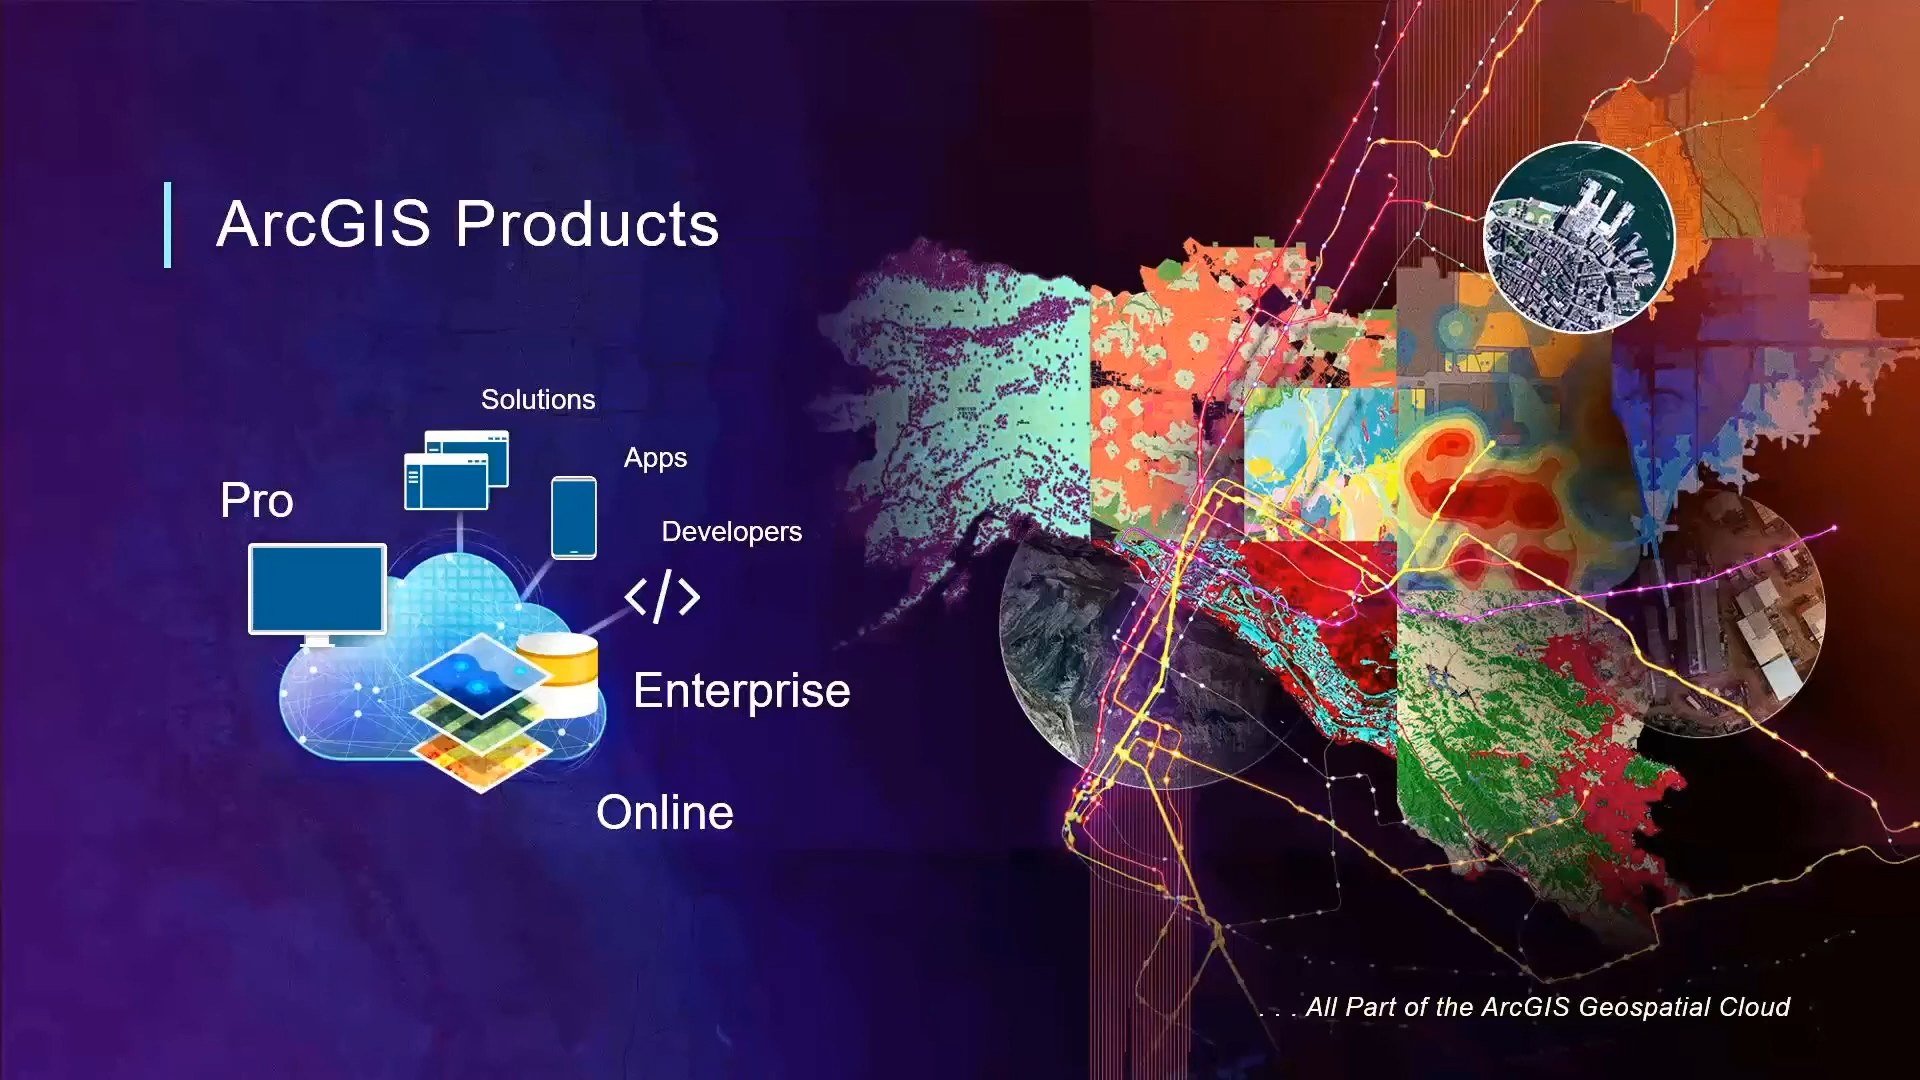 ArcGIS Products
Solutions
Apps
Pro
Developers
</>
Enterprise
Online
. . . All Part of the ArcGIS Geospatial Cloud